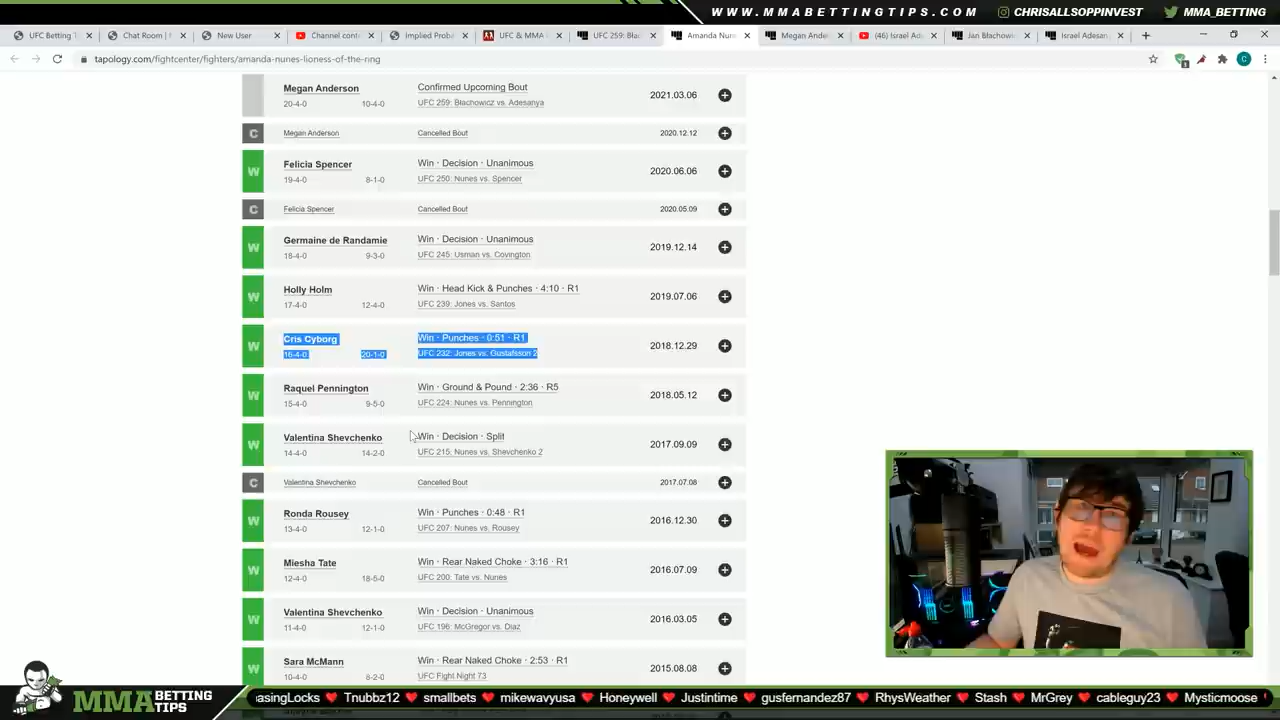 WWW.MMABETTINGTIPS.COM
CHRISALLSOPPINVEST
MMA_BETTING
UFC Betting T
Chat Room | F
New User
Channel conte
Implied Proba
UFC & MMA
UFC 259: Błac
Amanda Nune
Megan Anders
(46) Israel Ade
Jan Błachowicz
Israel Adesan
tapology.com/fightcenter/fighters/amanda-nunes-lioness-of-the-ring
C
Megan Anderson
Confirmed Upcoming Bout
2021.03.06
20-4-0
10-4-0
UFC 259: Błachowicz vs. Adesanya
C
Megan Anderson
Cancelled Bout
2020.12.12
W
Felicia Spencer
Win · Decision · Unanimous
2020.06.06
19-4-0
8-1-0
UFC 250: Nunes vs. Spencer
C
Felicia Spencer
Cancelled Bout
2020.05.09
W
Germaine de Randamie
Win · Decision · Unanimous
2019.12.14
18-4-0
9-3-0
UFC 245: Usman vs. Covington
W
Holly Holm
Win · Head Kick & Punches · 4:10 · R1
2019.07.06
17-4-0
12-4-0
UFC 239: Jones vs. Santos
W
Cris Cyborg
Win · Punches · 0:51 · R1
2018.12.29
16-4-0
20-1-0
UFC 232: Jones vs. Gustafsson 2
W
Raquel Pennington
Win · Ground & Pound · 2:36 · R5
2018.05.12
15-4-0
9-5-0
UFC 224: Nunes vs. Pennington
W
Valentina Shevchenko
Win · Decision · Split
2017.09.09
14-4-0
14-2-0
UFC 215: Nunes vs. Shevchenko 2
C
Valentina Shevchenko
Cancelled Bout
2017.07.08
W
Ronda Rousey
Win · Punches · 0:48 · R1
2016.12.30
13-4-0
12-1-0
UFC 207: Nunes vs. Rousey
W
Miesha Tate
Win · Rear Naked Choke · 3:16 · R1
2016.07.09
12-4-0
18-5-0
UFC 200: Tate vs. Nunes
W
Valentina Shevchenko
Win · Decision · Unanimous
2016.03.05
11-4-0
12-1-0
UFC 196: McGregor vs. Diaz
W
Sara McMann
Win · Rear Naked Choke · 2:53 · R1
2015.08.08
10-4-0
8-2-0
UFC Fight Night 73
MMA BETTING TIPS
asingLocks ❤ Tnubbz12 ❤ smallbets ❤ mikewavyusa ❤ Honeywell ❤ Justintime ❤ gusfernandez87 ❤ RhysWeather ❤ Stash ❤ MrGrey ❤ cableguy23 ❤ Mysticmoose